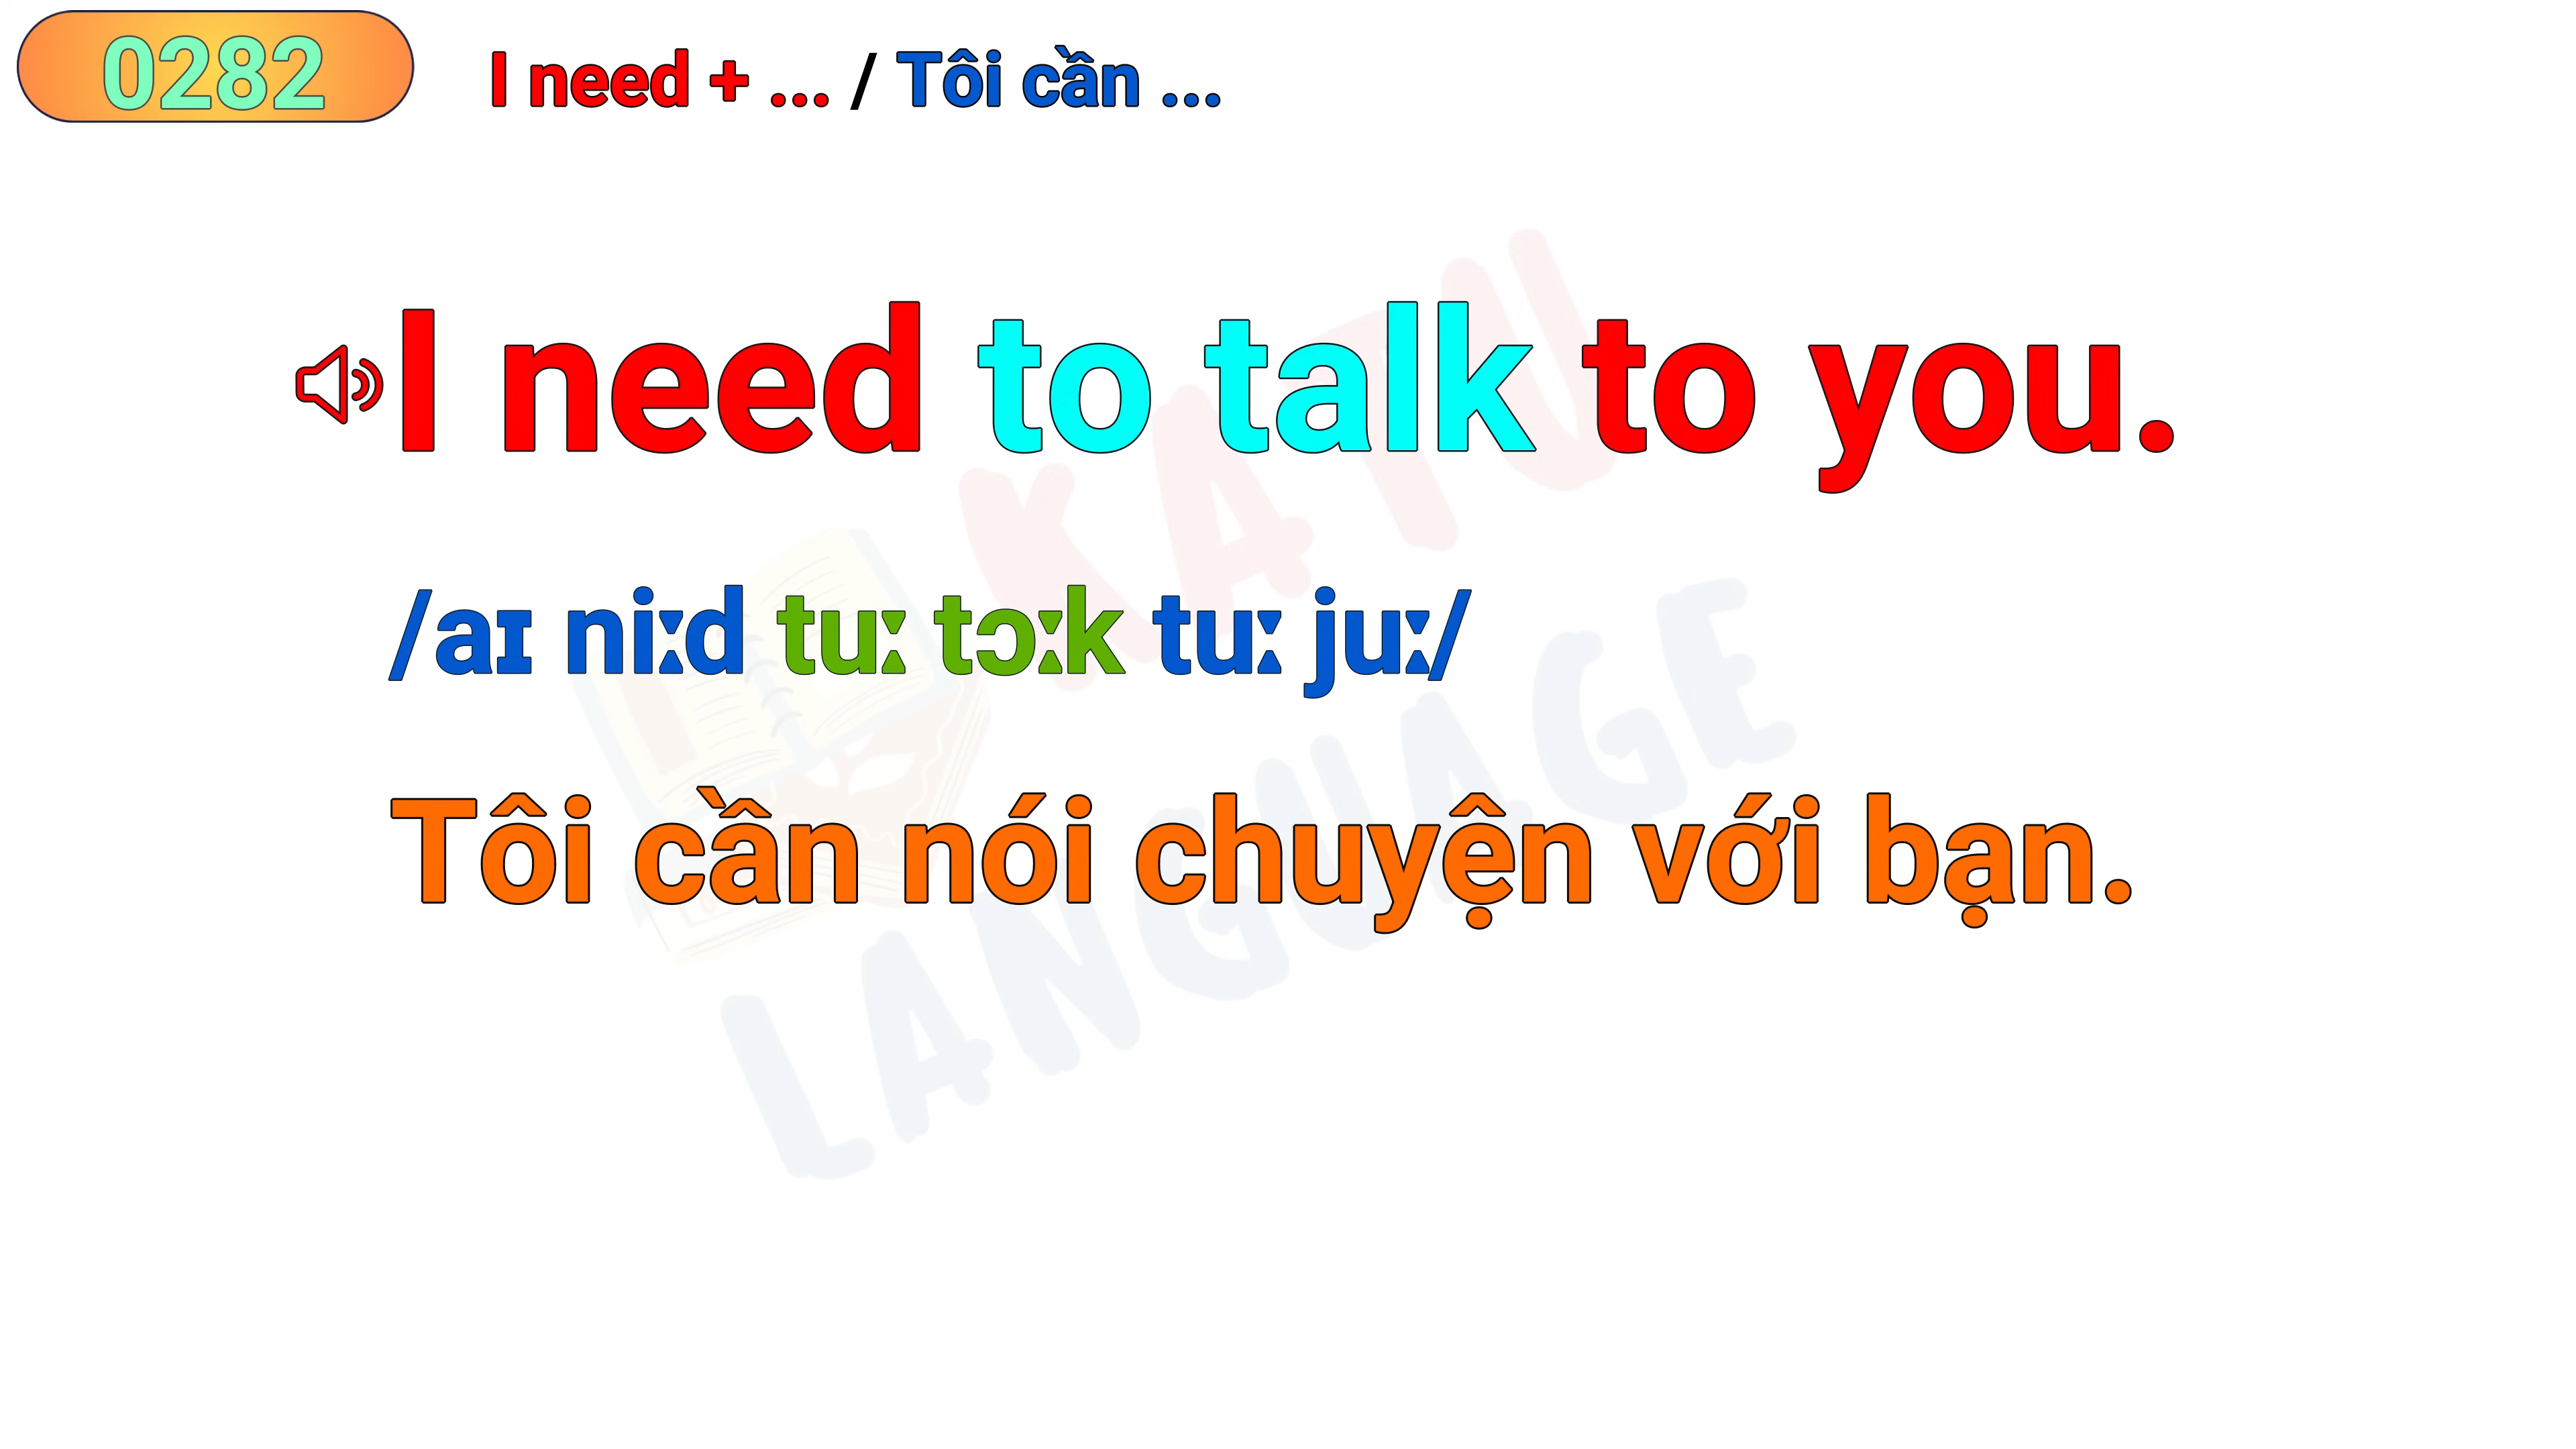 0282
I need + ... / Tôi cần ...
I need to talk to you.
/aɪ niːd tuː tɔːk tuː juː/
Tôi cần nói chuyện với bạn.
KATU
LANGUAGE